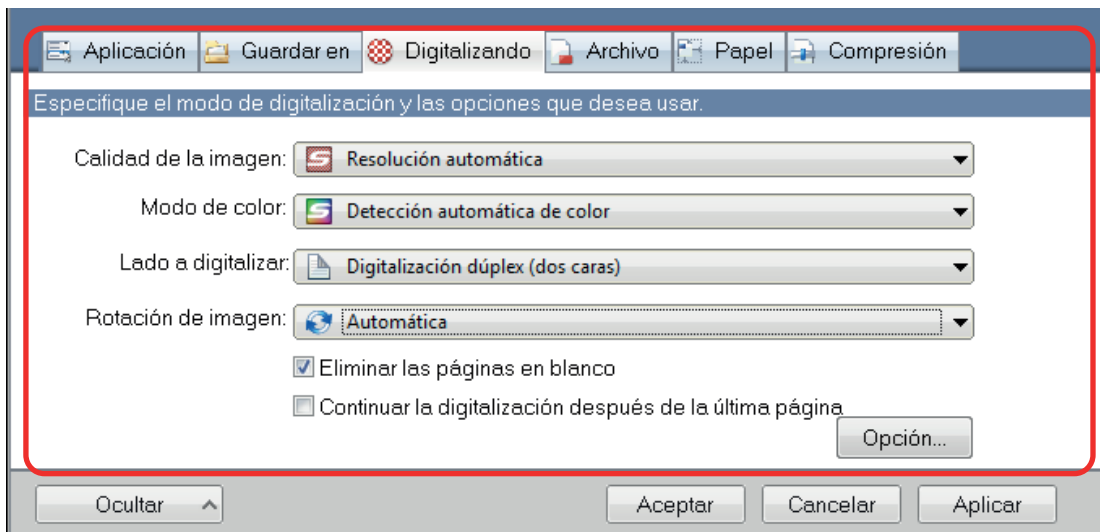 Aplicación Guardar en Digitalizando Archivo Papel Compresión
Especifique el modo de digitalización y las opciones que desea usar.
Calidad de la imagen: Resolución automática
Modo de color: Detección automática de color
Lado a digitalizar: Digitalización dúplex (dos caras)
Rotación de imagen: Automática
Eliminar las páginas en blanco
Continuar la digitalización después de la última página
Opción...
Ocultar Aceptar Cancelar Aplicar